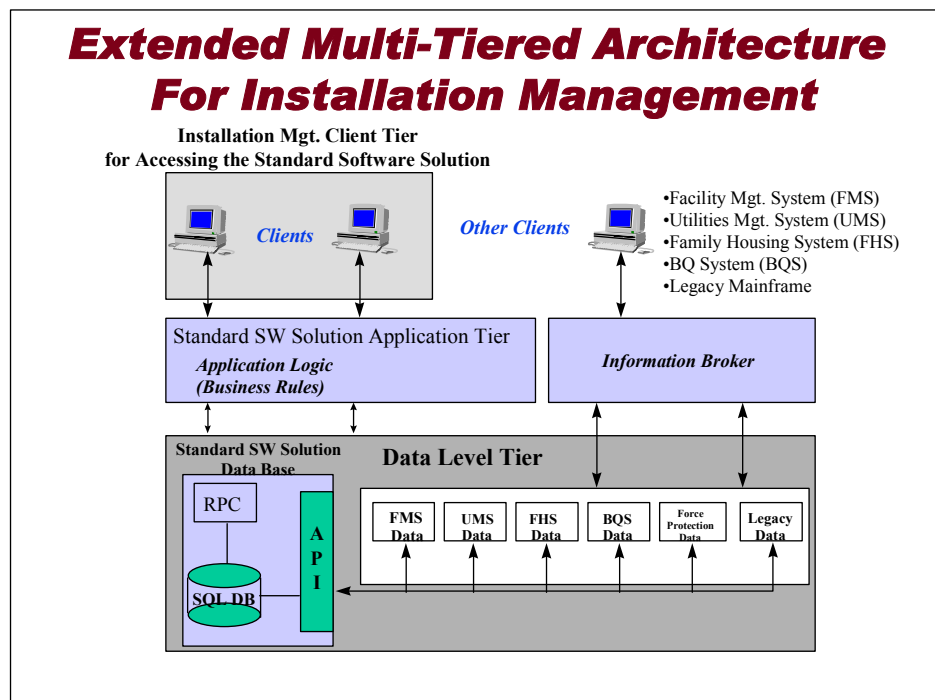 Extended Multi-Tiered Architecture
For Installation Management
Installation Mgt. Client Tier
for Accessing the Standard Software Solution
Clients
Other Clients
•Facility Mgt. System (FMS)
•Utilities Mgt. System (UMS)
•Family Housing System (FHS)
•BQ System (BQS)
•Legacy Mainframe
Standard SW Solution Application Tier
Application Logic
(Business Rules)
Information Broker
Standard SW Solution
Data Base
Data Level Tier
RPC
SQL DB
A
P
I
FMS
Data
UMS
Data
FHS
Data
BQS
Data
Force
Protection
Data
Legacy
Data